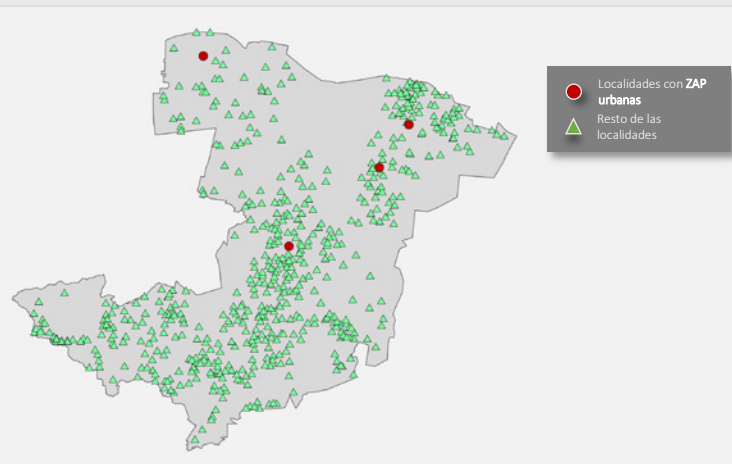 Localidades con ZAP
urbanas
Resto de las
localidades